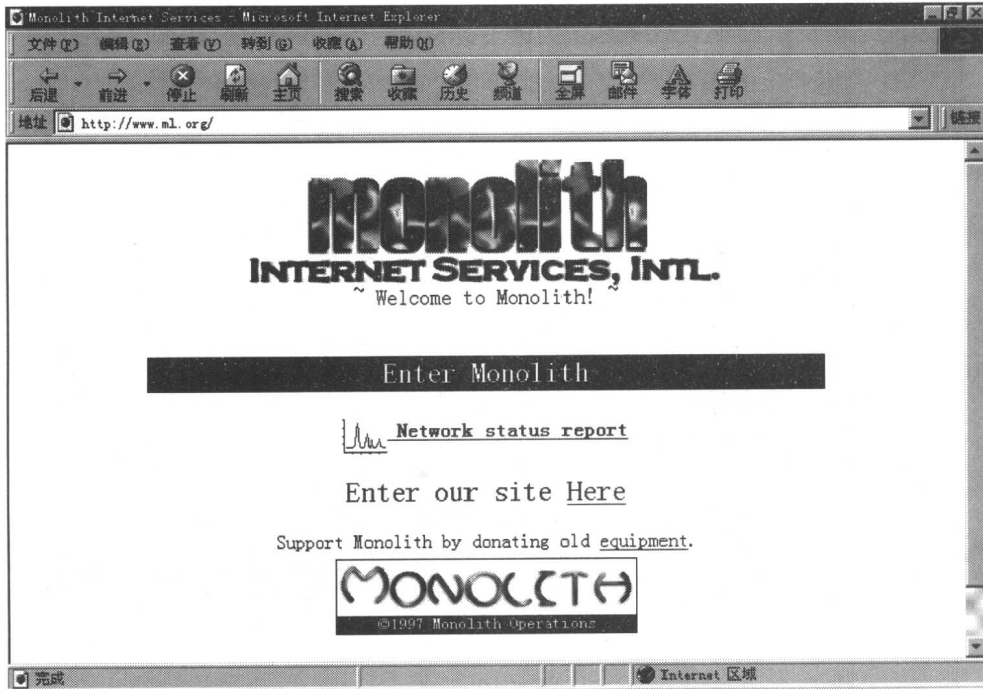 Monolith Internet Services - Microsoft Internet Explorer
文件(F) 编辑(E) 查看(V) 转到(G) 收藏(A) 帮助(H)
后退 前进 停止 刷新 主页 搜索 收藏 历史 频道 全屏 邮件 字体 打印
地址 http://www.ml.org/ 链接
monolith
INTERNET SERVICES, INTL.
~ Welcome to Monolith! ~
Enter Monolith
Network status report
Enter our site Here
Support Monolith by donating old equipment.
MONOLITH
©1997 Monolith Operations
完成 Internet 区域